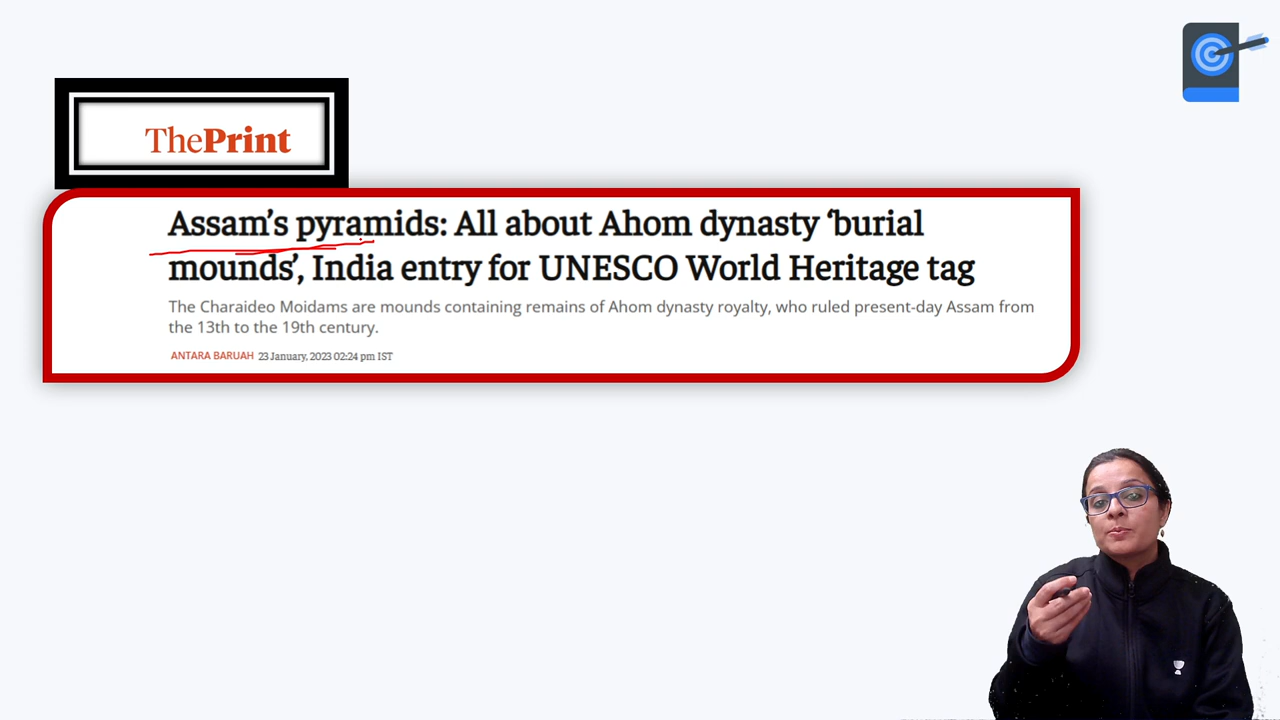 ThePrint
Assam’s pyramids: All about Ahom dynasty ‘burial
mounds’, India entry for UNESCO World Heritage tag
The Charaideo Moidams are mounds containing remains of Ahom dynasty royalty, who ruled present-day Assam from
the 13th to the 19th century.
ANTARA BARUAH 23 January, 2023 02:24 pm IST